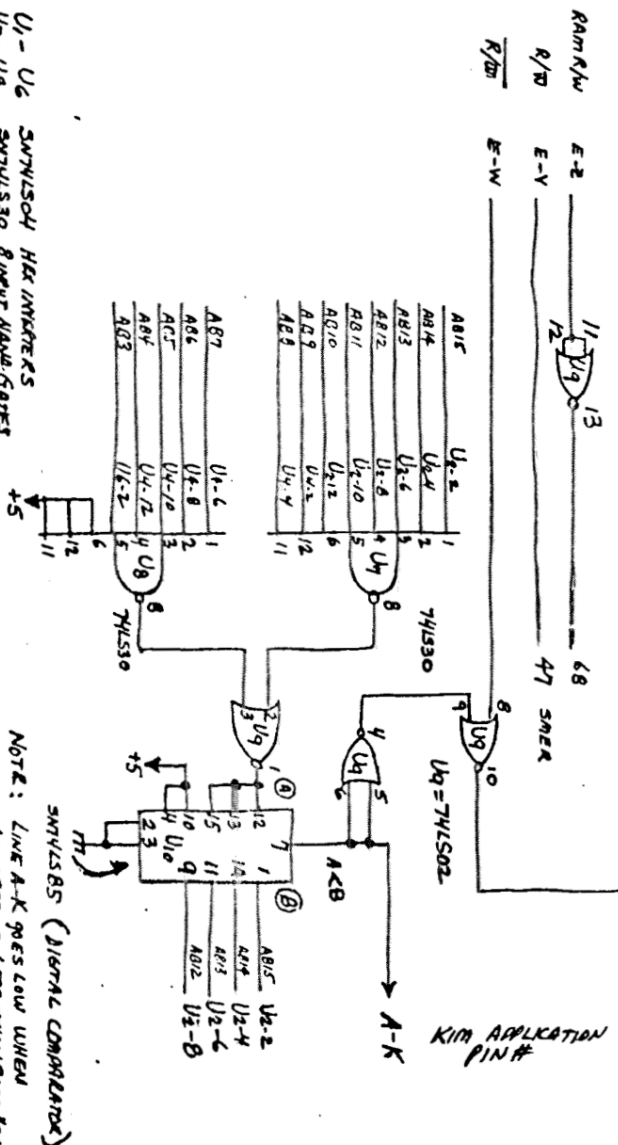 RAM R/W E-Z 11 12 U9 13 68
R/W E-V 47 SMER
R/W E-W
8 9 U9 10
U9 = 74LS02
4 U9 5 6
AB15 U2-2 1
AB14 U2-4 2
AB13 U2-6 3
AB12 U2-8 4
AB11 U2-10 5
AB10 U2-12 6
AB9 U4-2 12
AB8 U4-4 11
U7 8
74LS30
AB7 U4-6 1
AB6 U4-8 2
AB5 U4-10 3
AB4 U4-12 4
AB3 U6-2 5
6
12
11
+5
U8 8
74LS30
2 3 U9 1
A
+5
12 13 15 10 4
2 3
U10
7 1 14 11 9
B
A<B
A-K
KIM APPLICATION
PIN #
AB15 U2-2
AB14 U2-4
AB13 U2-6
AB12 U2-8
SN74LS85 (DIGITAL COMPARATOR)
NOTE: LINE A-K GOES LOW WHEN
U1- U6 SN74LS04 HEX INVERTERS
SN74LS30 8 INPUT NAND GATES